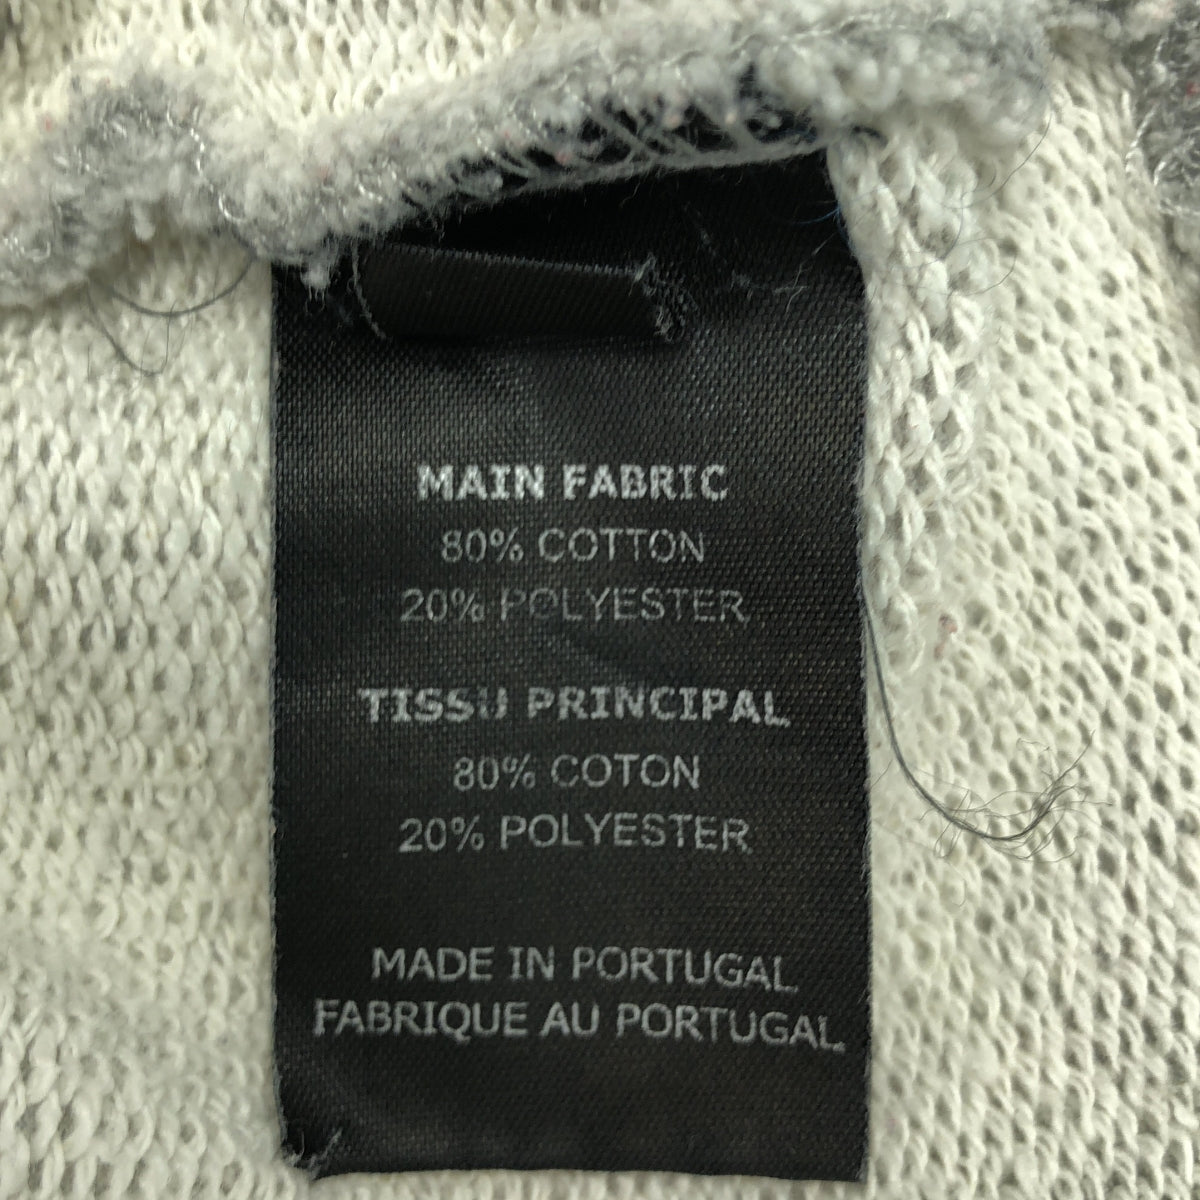 MAIN FABRIC
80% COTTON
20% POLYESTER
TISSU PRINCIPAL
80% COTON
20% POLYESTER
MADE IN PORTUGAL
FABRIQUE AU PORTUGAL